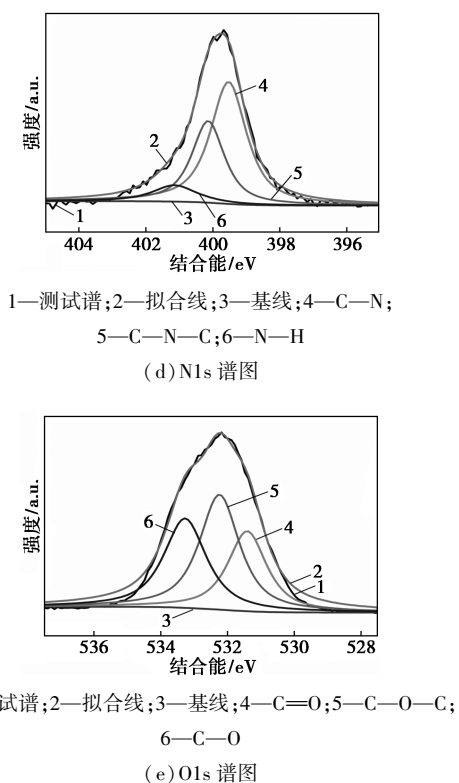 强度/a.u.
4
2
5
1
3
6
404 402 400 398 396
结合能/eV
1—测试谱;2—拟合线;3—基线;4—C—N;
5—C—N—C;6—N—H
(d)N1s 谱图
强度/a.u.
5
6
4
2
1
3
536 534 532 530 528
结合能/eV
试谱;2—拟合线;3—基线;4—C=O;5—C—O—C;
6—C—O
(e)O1s 谱图